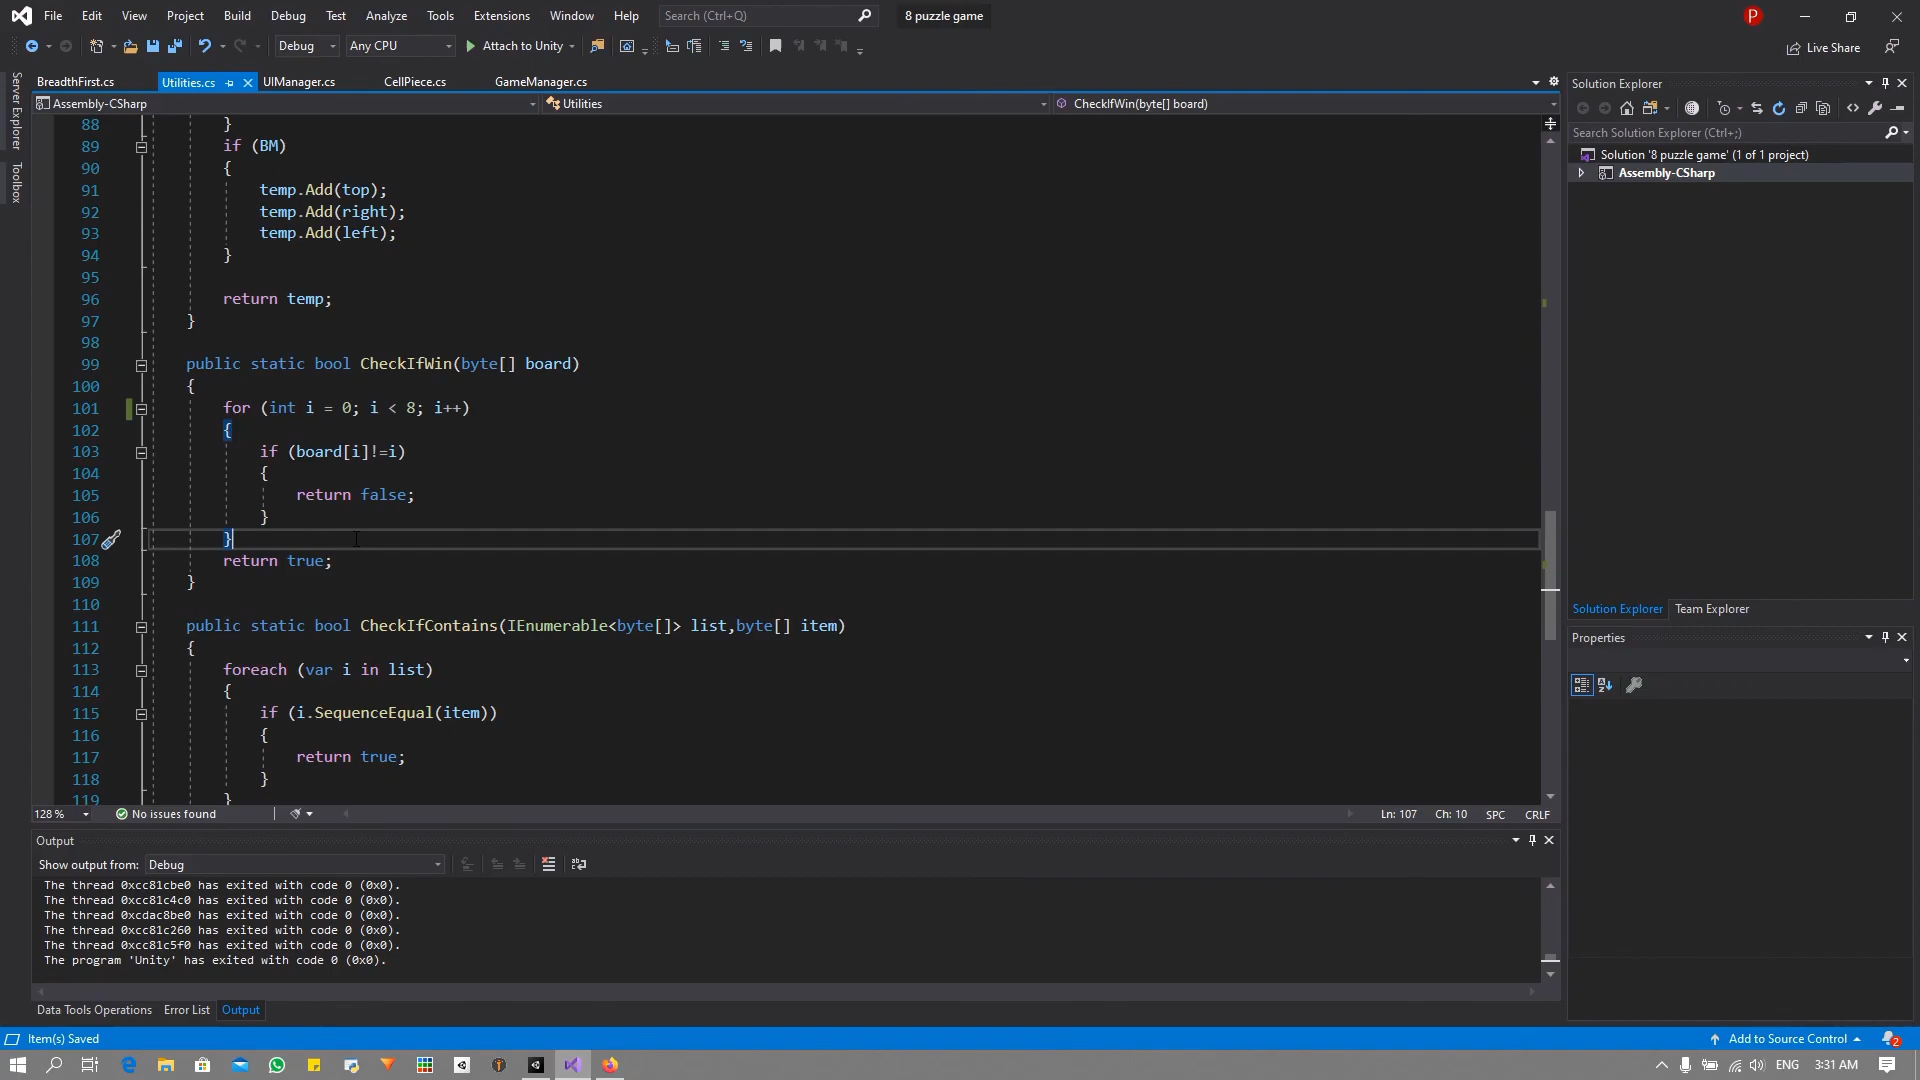 File Edit View Project Build Debug Test Analyze Tools Extensions Window Help Search (Ctrl+Q) 8 puzzle game P
Debug Any CPU Attach to Unity Live Share
BreadthFirst.cs Utilities.cs UIManager.cs CellPiece.cs GameManager.cs
Assembly-CSharp Utilities CheckIfWin(byte[] board)
Server Explorer
Toolbox
88 }
89 if (BM)
90 {
91 temp.Add(top);
92 temp.Add(right);
93 temp.Add(left);
94 }
95
96 return temp;
97 }
98
99 public static bool CheckIfWin(byte[] board)
100 {
101 for (int i = 0; i < 8; i++)
102 {
103 if (board[i]!=i)
104 {
105 return false;
106 }
107 }
108 return true;
109 }
110
111 public static bool CheckIfContains(IEnumerable<byte[]> list,byte[] item)
112 {
113 foreach (var i in list)
114 {
115 if (i.SequenceEqual(item))
116 {
117 return true;
118 }
119 }
128 % No issues found Ln: 107 Ch: 10 SPC CRLF
Output
Show output from: Debug
The thread 0xcc81cbe0 has exited with code 0 (0x0).
The thread 0xcc81c4c0 has exited with code 0 (0x0).
The thread 0xcdac8be0 has exited with code 0 (0x0).
The thread 0xcc81c260 has exited with code 0 (0x0).
The thread 0xcc81c5f0 has exited with code 0 (0x0).
The program 'Unity' has exited with code 0 (0x0).
Data Tools Operations Error List Output
Solution Explorer
Search Solution Explorer (Ctrl+;)
Solution '8 puzzle game' (1 of 1 project)
Assembly-CSharp
Solution Explorer Team Explorer
Properties
Item(s) Saved Add to Source Control 2
ENG 3:31 AM